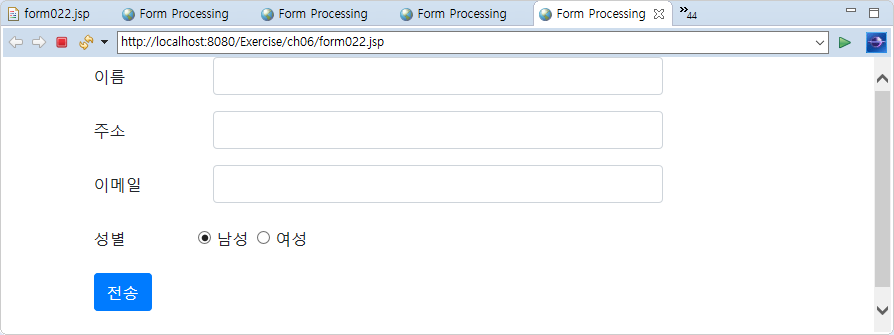 form022.jsp Form Processing Form Processing Form Processing Form Processing 44
http://localhost:8080/Exercise/ch06/form022.jsp
이름
주소
이메일
성별 남성 여성
전송